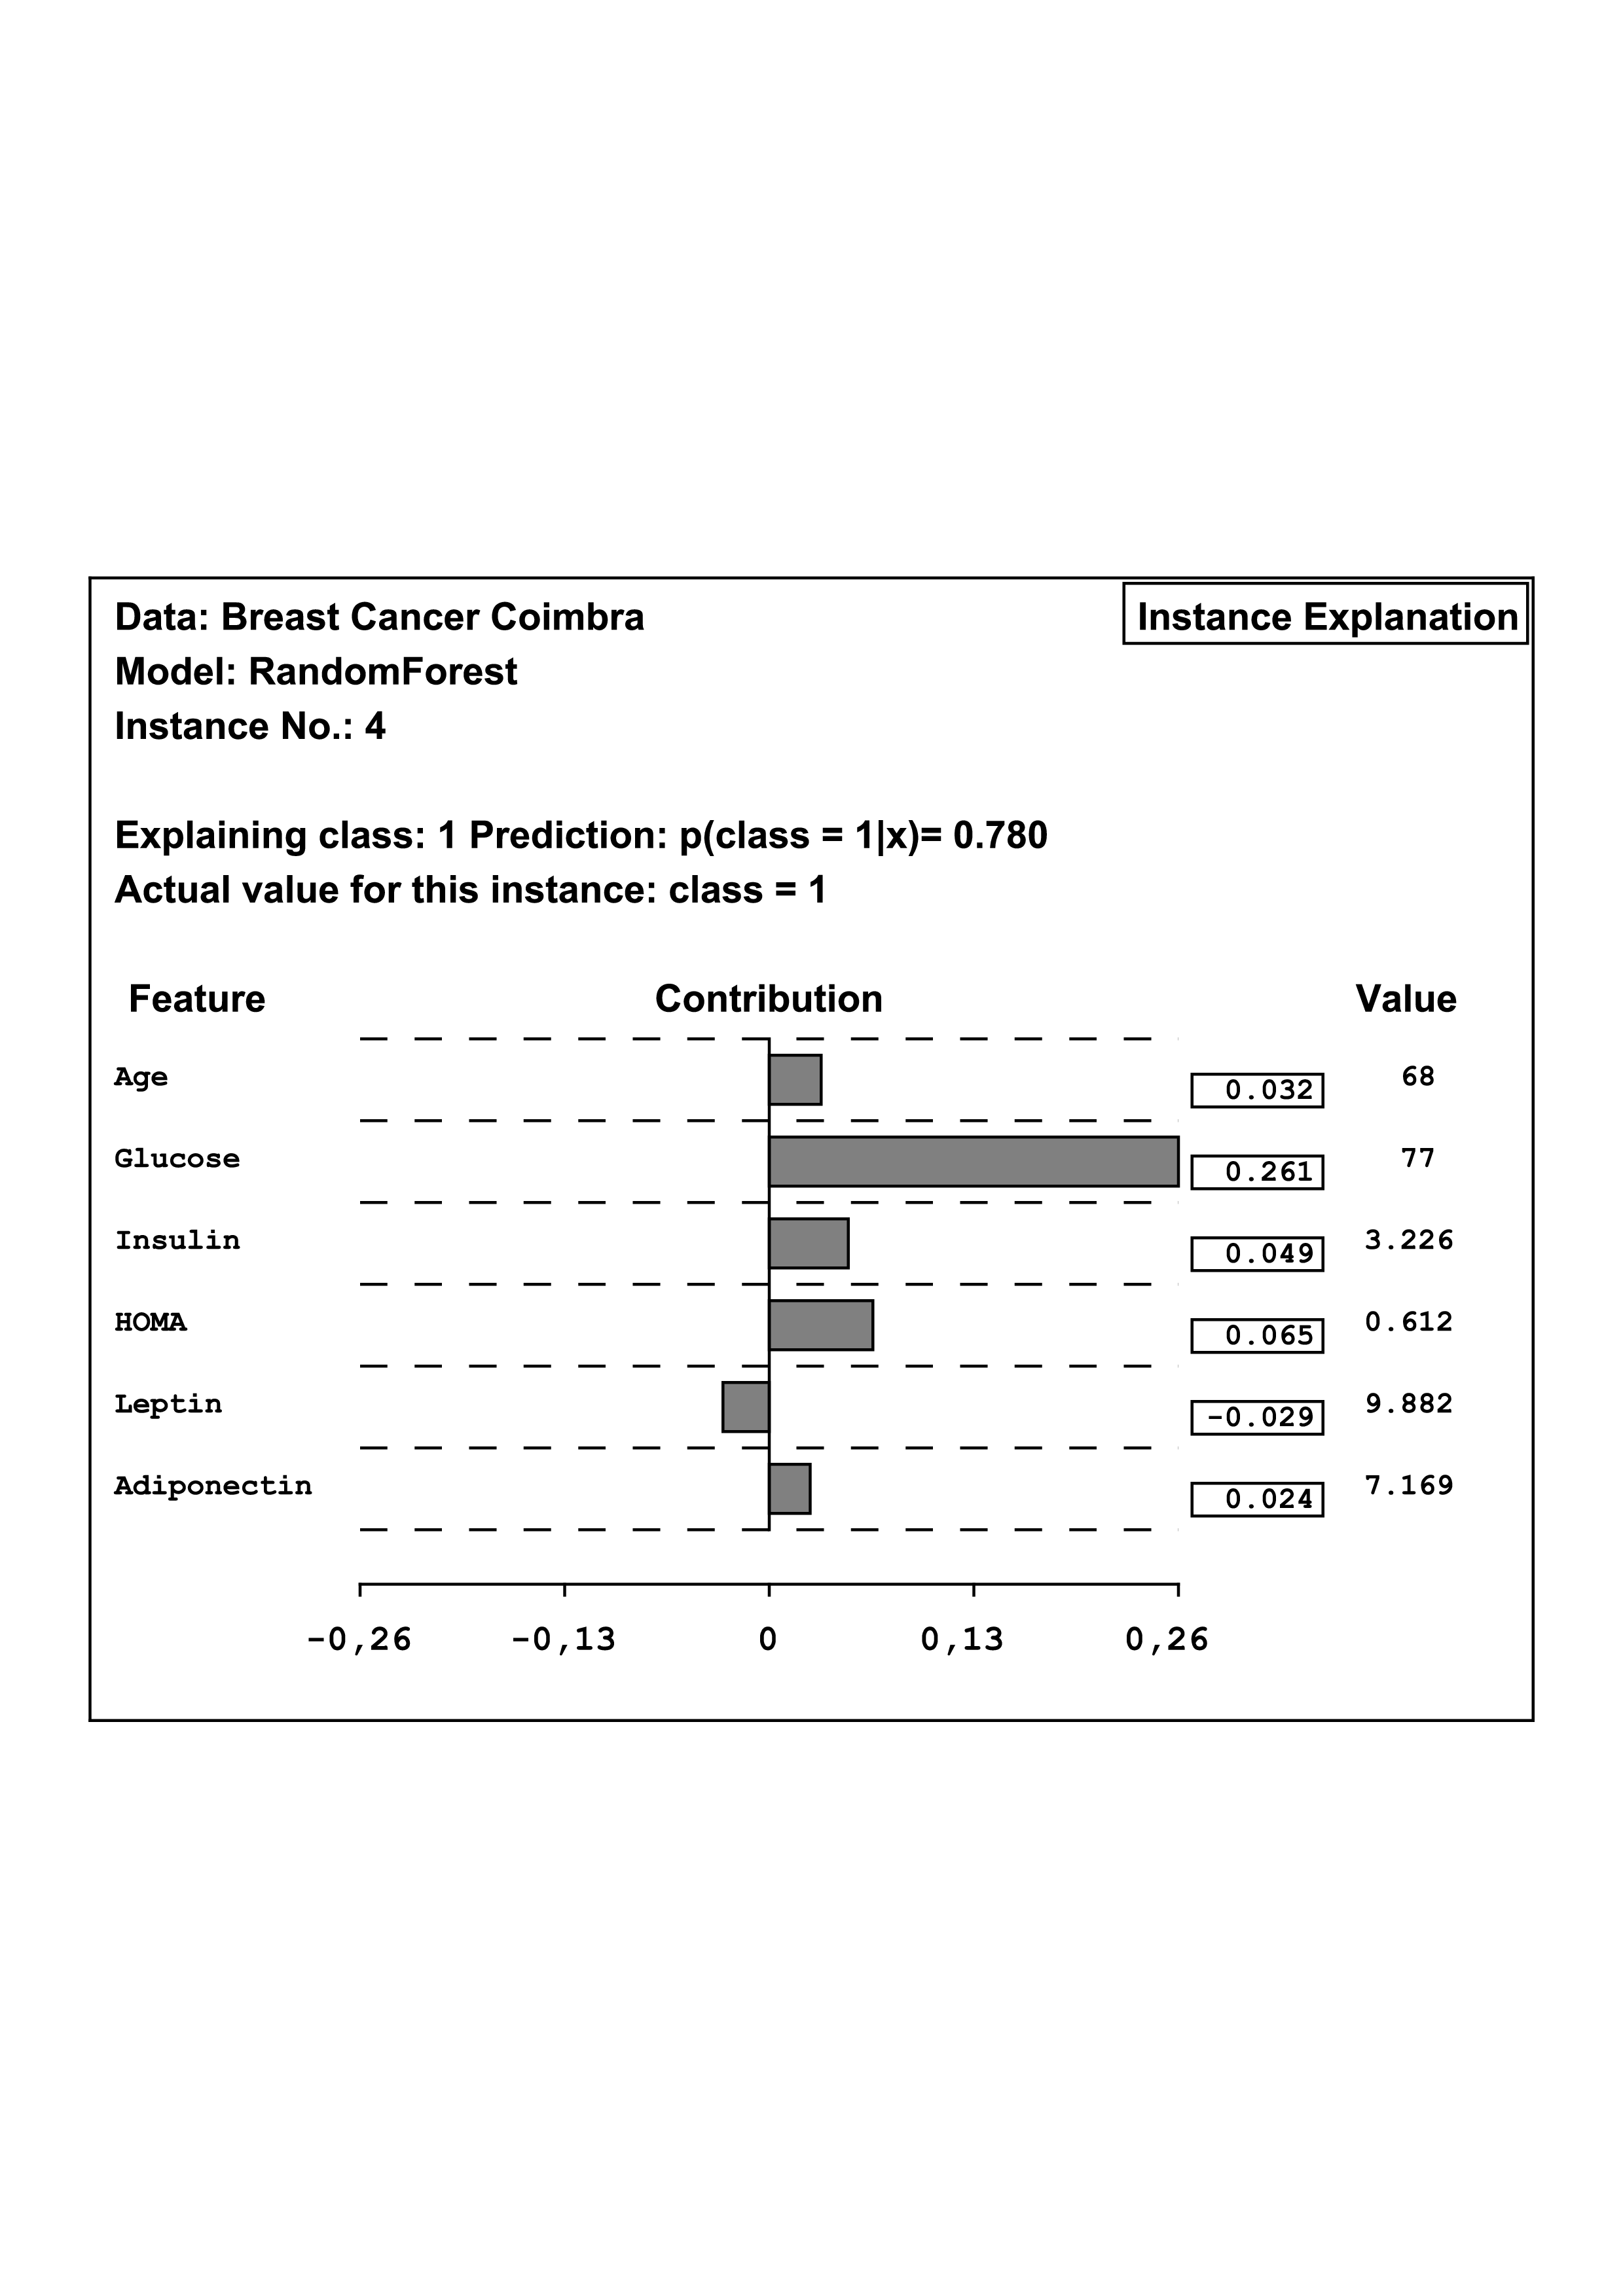 Data: Breast Cancer Coimbra
Instance Explanation
Model: RandomForest
Instance No.: 4
Explaining class: 1 Prediction: p(class = 1|x)= 0.780
Actual value for this instance: class = 1
Feature Contribution Value
Age 0.032 68
Glucose 0.261 77
Insulin 0.049 3.226
HOMA 0.065 0.612
Leptin -0.029 9.882
Adiponectin 0.024 7.169
-0,26 -0,13 0 0,13 0,26